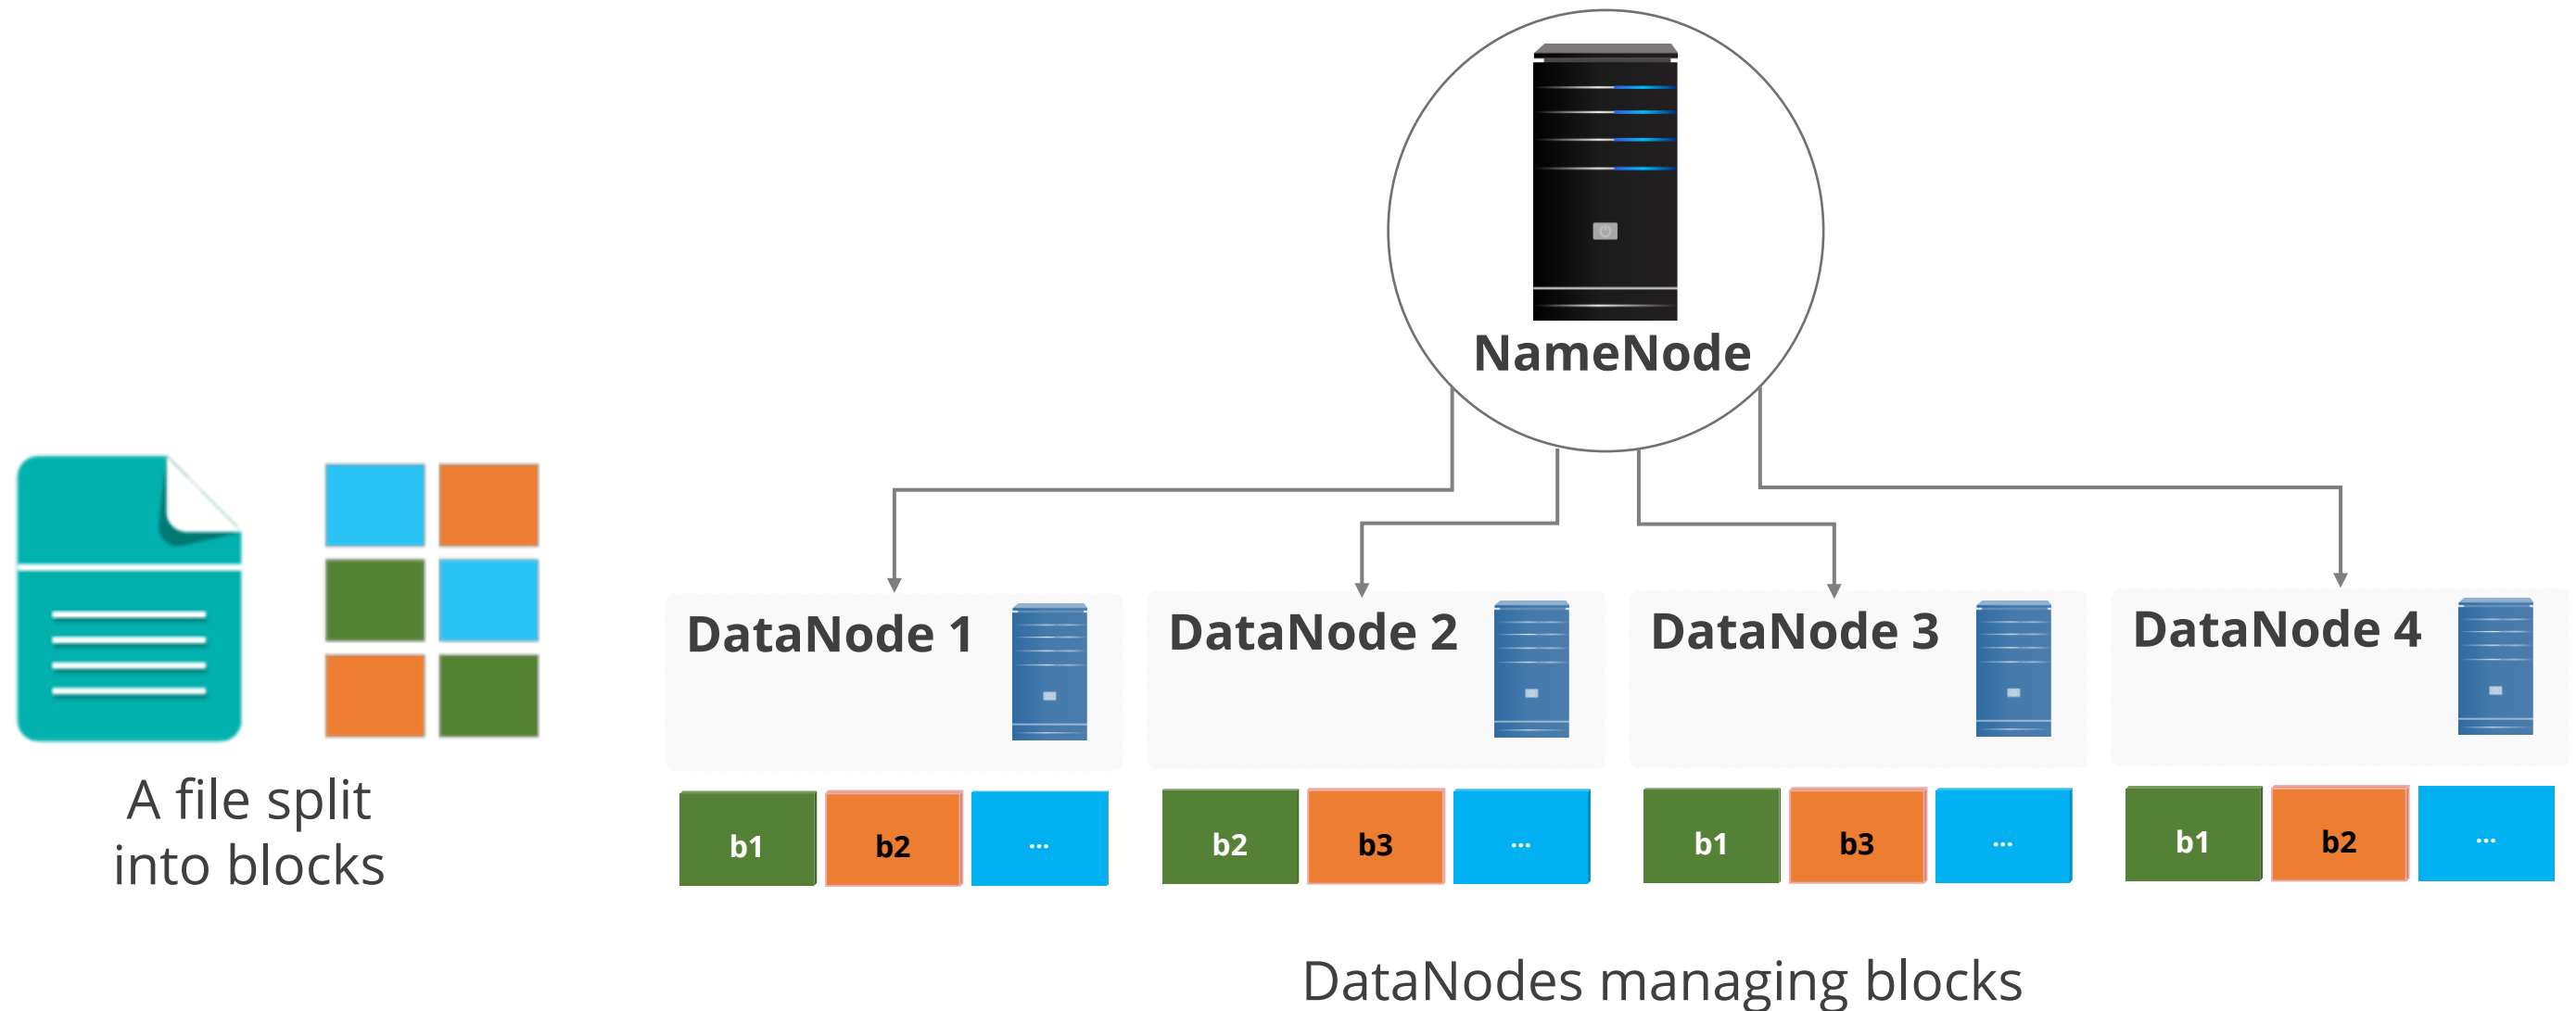 NameNode
DataNode 1
DataNode 2
DataNode 3
DataNode 4
A file split
into blocks
b1 b2 ...
b2 b3 ...
b1 b3 ...
b1 b2 ...
DataNodes managing blocks